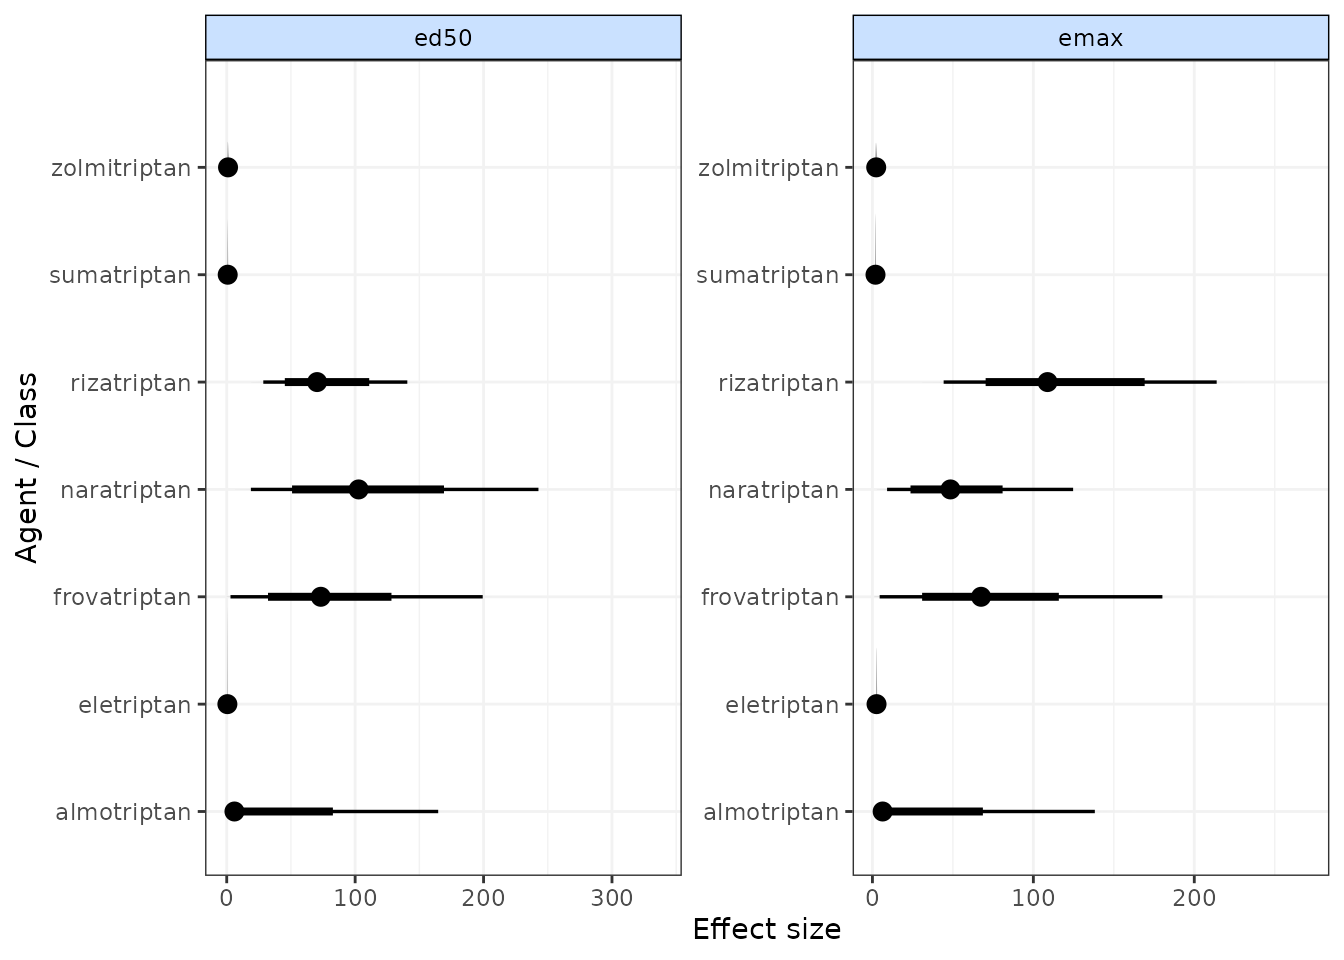 ed50
emax
Agent / Class
zolmitriptan
sumatriptan
rizatriptan
naratriptan
frovatriptan
eletriptan
almotriptan
0 100 200 300
zolmitriptan
sumatriptan
rizatriptan
naratriptan
frovatriptan
eletriptan
almotriptan
0 100 200
Effect size